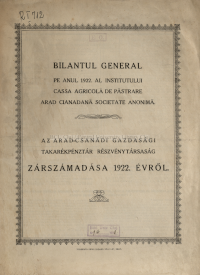 BILANTUL GENERAL
PE ANUL 1922. AL INSTITUTULUI
CASSA AGRICOLĂ DE PĂSTRARE
ARAD CIANADANĂ SOCIETATE ANONIMĂ.
AZ ARAD-CSANÁDI GAZDASÁGI
TAKARÉKPÉNZTÁR RÉSZVÉNYTÁRSASÁG
ZÁRSZÁMADÁSA 1922. ÉVRŐL.